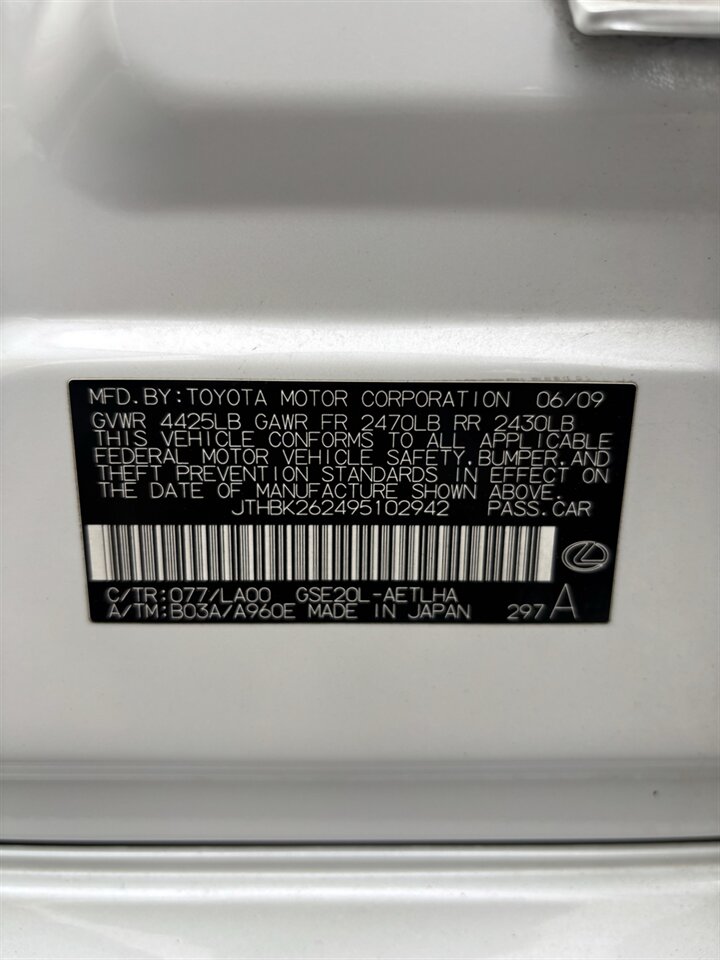 MFD.BY:TOYOTA MOTOR CORPORATION 06/09
GVWR 4425LB GAWR FR 2470LB RR 2430LB
THIS VEHICLE CONFORMS TO ALL APPLICABLE
FEDERAL MOTOR VEHICLE SAFETY,BUMPER,AND
THEFT PREVENTION STANDARDS IN EFFECT ON
THE DATE OF MANUFACTURE SHOWN ABOVE.
JTHBK262495102942 PASS.CAR
C/TR:077/LA00 GSE20L-AETLHA
A/TM:B03A/A960E MADE IN JAPAN 297 A